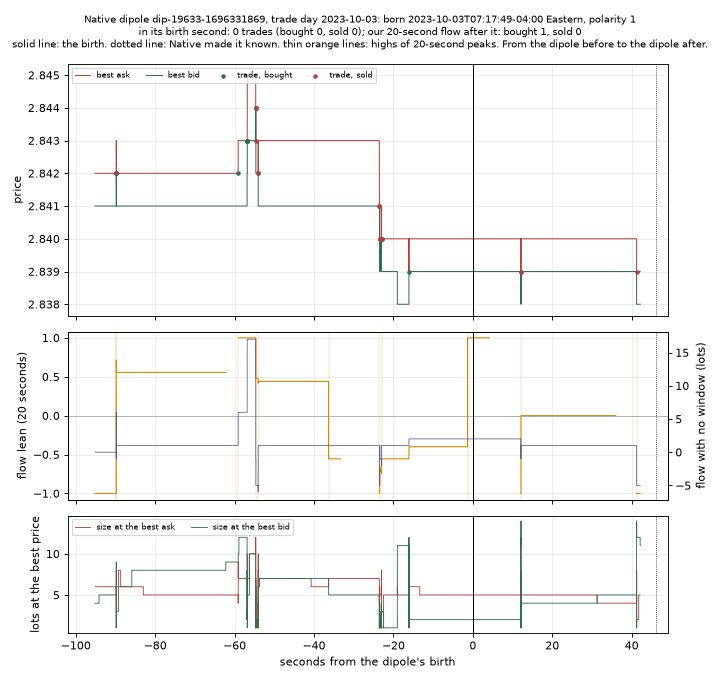 Native dipole dip-19633-1696331869, trade day 2023-10-03: born 2023-10-03T07:17:49-04:00 Eastern, polarity 1
in its birth second: 0 trades (bought 0, sold 0); our 20-second flow after it: bought 1, sold 0
solid line: the birth. dotted line: Native made it known. thin orange lines: highs of 20-second peaks. From the dipole before to the dipole after.
best ask
best bid
trade, bought
trade, sold
2.845
2.844
2.843
2.842
2.841
2.840
2.839
2.838
price
1.0
0.5
0.0
−0.5
−1.0
flow lean (20 seconds)
15
10
5
0
−5
flow with no window (lots)
size at the best ask
size at the best bid
10
5
lots at the best price
−100
−80
−60
−40
−20
0
20
40
seconds from the dipole's birth